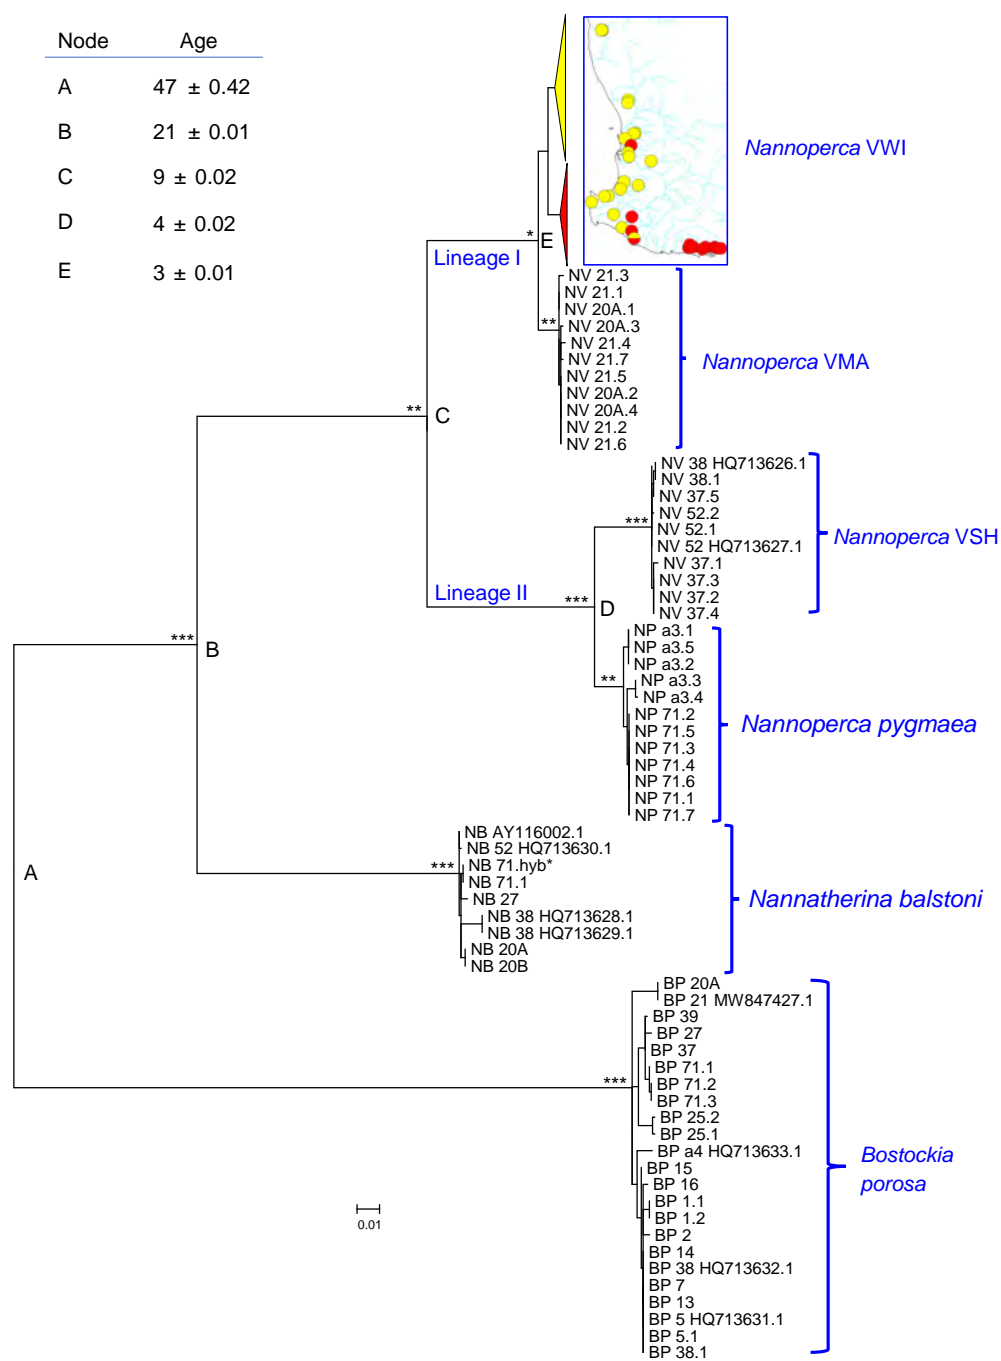 Node Age
A 47 ± 0.42
B 21 ± 0.01
C 9 ± 0.02
D 4 ± 0.02
E 3 ± 0.01
Nannoperca VWI
* E
Lineage I
NV 21.3
NV 21.1
NV 20A.1
** NV 20A.3
NV 21.4
NV 21.7
NV 21.5
NV 20A.2
NV 20A.4
NV 21.2
NV 21.6
Nannoperca VMA
** C
NV 38 HQ713626.1
NV 38.1
NV 37.5
NV 52.2
*** NV 52.1
NV 52 HQ713627.1
NV 37.1
NV 37.3
NV 37.2
NV 37.4
Nannoperca VSH
Lineage II
*** D
NP a3.1
NP a3.5
NP a3.2
** NP a3.3
NP a3.4
NP 71.2
NP 71.5
NP 71.3
NP 71.4
NP 71.6
NP 71.1
NP 71.7
Nannoperca pygmaea
*** B
NB AY116002.1
NB 52 HQ713630.1
*** NB 71.hyb*
NB 71.1
NB 27
NB 38 HQ713628.1
NB 38 HQ713629.1
NB 20A
NB 20B
Nannatherina balstoni
A
BP 20A
BP 21 MW847427.1
BP 39
BP 27
BP 37
BP 71.1
*** BP 71.2
BP 71.3
BP 25.2
BP 25.1
BP a4 HQ713633.1
BP 15
BP 16
BP 1.1
BP 1.2
BP 2
BP 14
BP 38 HQ713632.1
BP 7
BP 13
BP 5 HQ713631.1
BP 5.1
BP 38.1
Bostockia
porosa
0.01